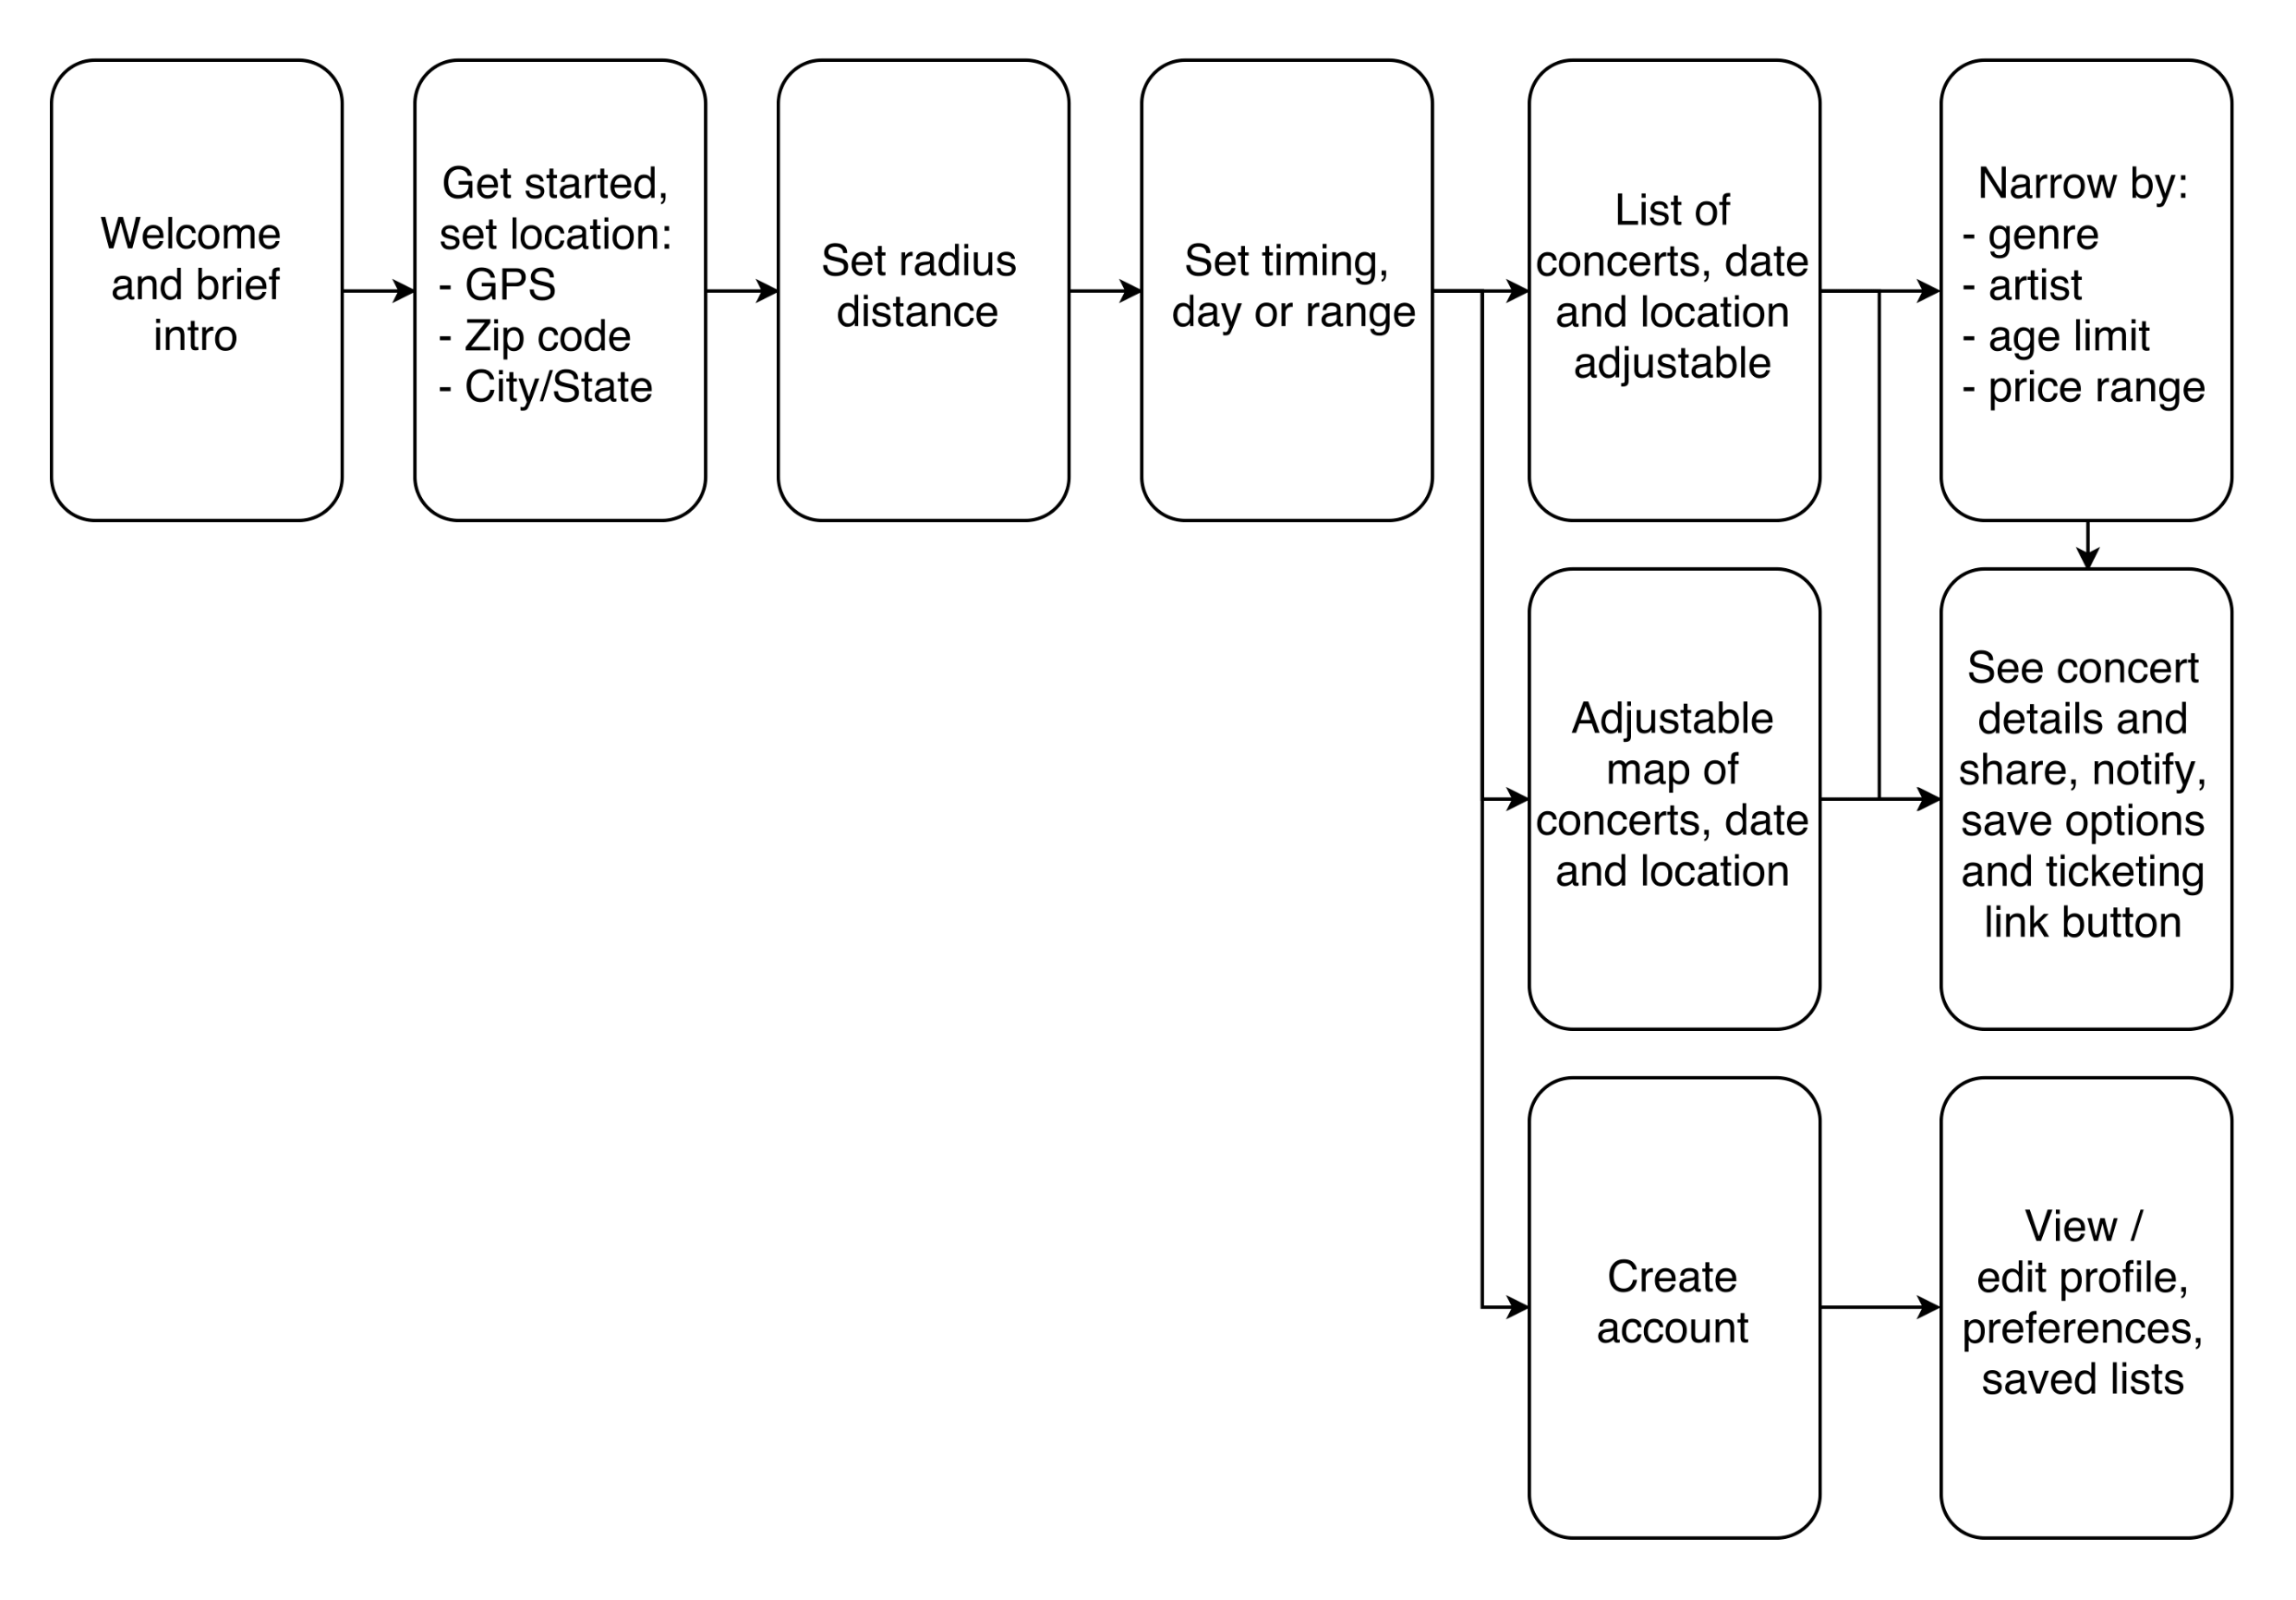 Welcome
and brief
intro
Get started,
set location:
- GPS
- Zip code
- City/State
Set radius
distance
Set timing,
day or range
List of
concerts, date
and location
adjustable
Narrow by:
- genre
- artist
- age limit
- price range
Adjustable
map of
concerts, date
and location
See concert
details and
share, notify,
save options
and ticketing
link button
Create
account
View /
edit profile,
preferences,
saved lists